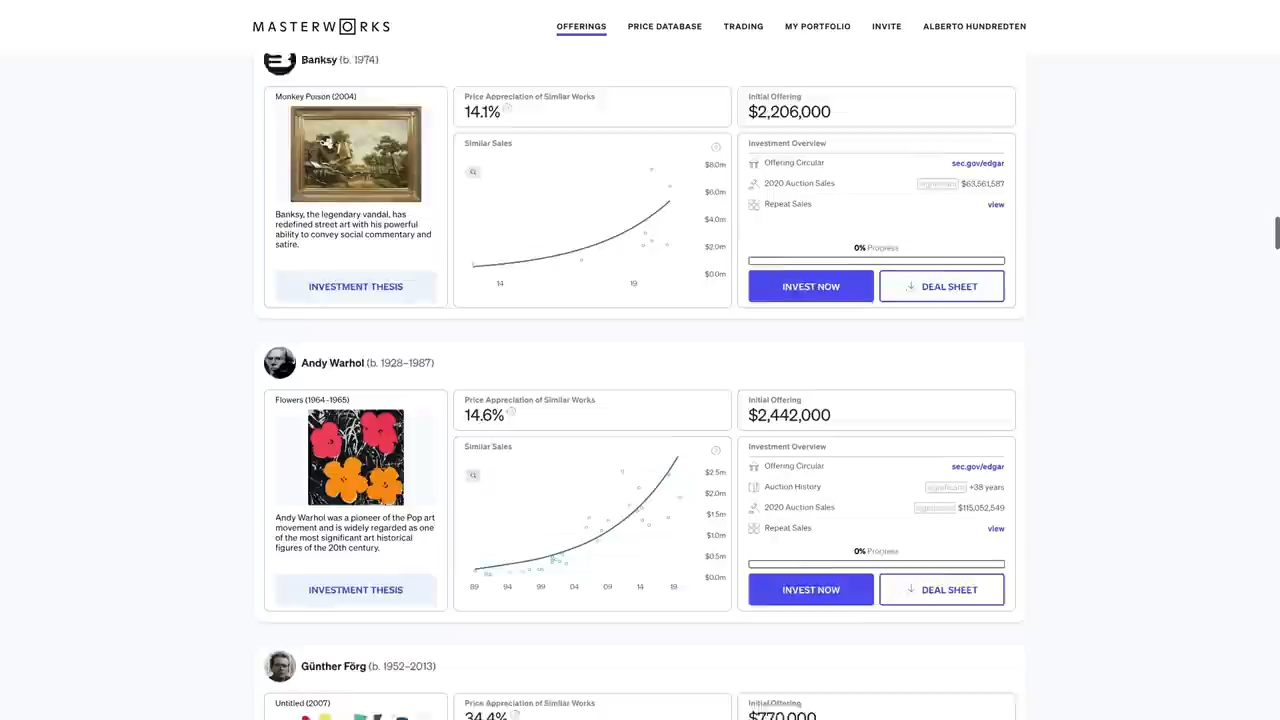 MASTERWORKS
OFFERINGS
PRICE DATABASE
TRADING
MY PORTFOLIO
INVITE
ALBERTO HUNDREDTEN
Banksy (b. 1974)
Monkey Poison (2004)
Banksy, the legendary vandal, has
redefined street art with his powerful
ability to convey social commentary and
satire.
INVESTMENT THESIS
Price Appreciation of Similar Works
14.1%
Similar Sales
$8.0m
$6.0m
$4.0m
$2.0m
$0.0m
14
19
Initial Offering
$2,206,000
Investment Overview
Offering Circular
sec.gov/edgar
2020 Auction Sales
significant
$63,561,587
Repeat Sales
view
0% Progress
INVEST NOW
DEAL SHEET
Andy Warhol (b. 1928–1987)
Flowers (1964-1965)
Andy Warhol was a pioneer of the Pop art
movement and is widely regarded as one
of the most significant art historical
figures of the 20th century.
INVESTMENT THESIS
Price Appreciation of Similar Works
14.6%
Similar Sales
$2.5m
$2.0m
$1.5m
$1.0m
$0.5m
$0.0m
89
94
99
04
09
14
19
Initial Offering
$2,442,000
Investment Overview
Offering Circular
sec.gov/edgar
Auction History
significant
+38 years
2020 Auction Sales
significant
$115,052,549
Repeat Sales
view
0% Progress
INVEST NOW
DEAL SHEET
Günther Förg (b. 1952–2013)
Untitled (2007)
Price Appreciation of Similar Works
34.4%
Initial Offering
$770,000